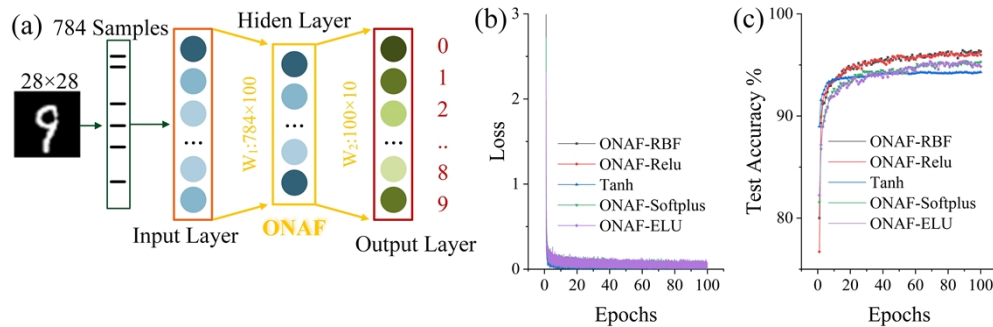 (a)
784 Samples
28×28
Hiden Layer
W₁:784×100
W₂:100×10
...
...
...
0
1
2
..
8
9
Input Layer
ONAF
Output Layer
(b)
3
2
1
0
Loss
ONAF-RBF
ONAF-Relu
Tanh
ONAF-Softplus
ONAF-ELU
0 20 40 60 80 100
Epochs
(c)
100
90
80
Test Accuracy %
ONAF-RBF
ONAF-Relu
Tanh
ONAF-Softplus
ONAF-ELU
0 20 40 60 80 100
Epochs